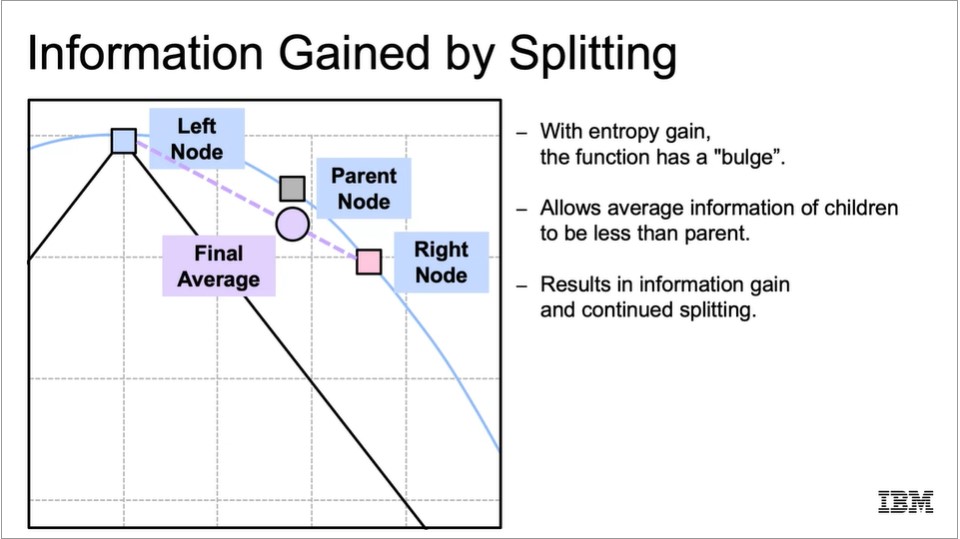 Information Gained by Splitting
Left
Node
Parent
Node
Final
Average
Right
Node
– With entropy gain,
the function has a "bulge”.
– Allows average information of children
to be less than parent.
– Results in information gain
and continued splitting.
IBM